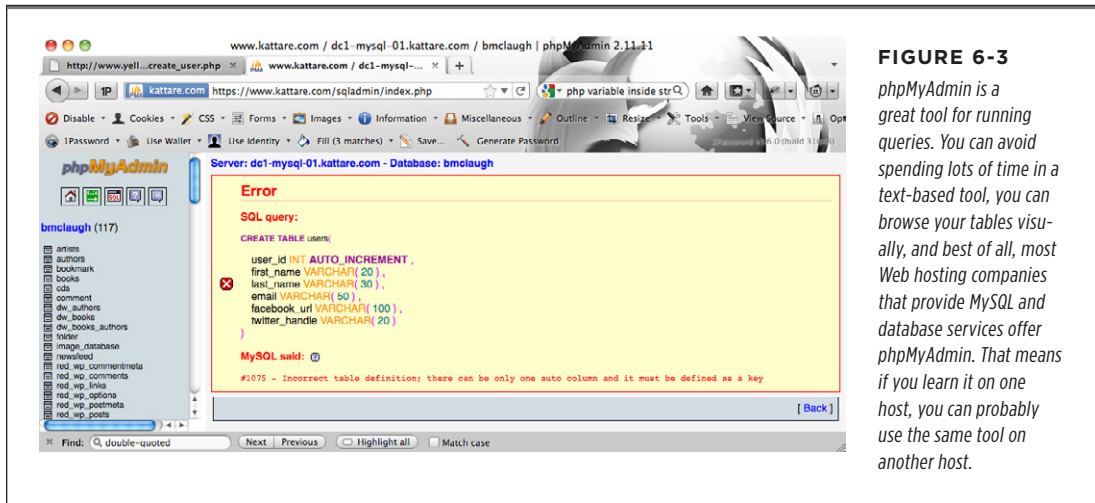 www.kattare.com / dc1-mysql-01.kattare.com / bmclaugh | phpMyAdmin 2.11.11
http://www.yell...create_user.php × www.kattare.com / dc1-mysql-... × +
1P kattare.com https://www.kattare.com/sqladmin/index.php php variable inside str
Disable Cookies CSS Forms Images Information Miscellaneous Outline Resize Tools View Source Opt
1Password Use Wallet Use Identity Fill (3 matches) Save... Generate Password
phpMyAdmin
SQL
bmclaugh (117)
artists
authors
bookmark
books
cds
comment
dw_authors
dw_books
dw_books_authors
folder
image_database
newsfeed
red_wp_commentmeta
red_wp_comments
red_wp_links
red_wp_options
red_wp_postmeta
red_wp_posts
Server: dc1-mysql-01.kattare.com - Database: bmclaugh
Error
SQL query:
CREATE TABLE users(
user_id INT AUTO_INCREMENT ,
first_name VARCHAR( 20 ) ,
last_name VARCHAR( 30 ) ,
email VARCHAR( 50 ) ,
facebook_url VARCHAR( 100 ) ,
twitter_handle VARCHAR( 20 )
)
MySQL said:
#1075 - Incorrect table definition; there can be only one auto column and it must be defined as a key
[ Back ]
× Find: double-quoted Next Previous Highlight all Match case
FIGURE 6-3
phpMyAdmin is a
great tool for running
queries. You can avoid
spending lots of time in a
text-based tool, you can
browse your tables visu-
ally, and best of all, most
Web hosting companies
that provide MySQL and
database services offer
phpMyAdmin. That means
if you learn it on one
host, you can probably
use the same tool on
another host.